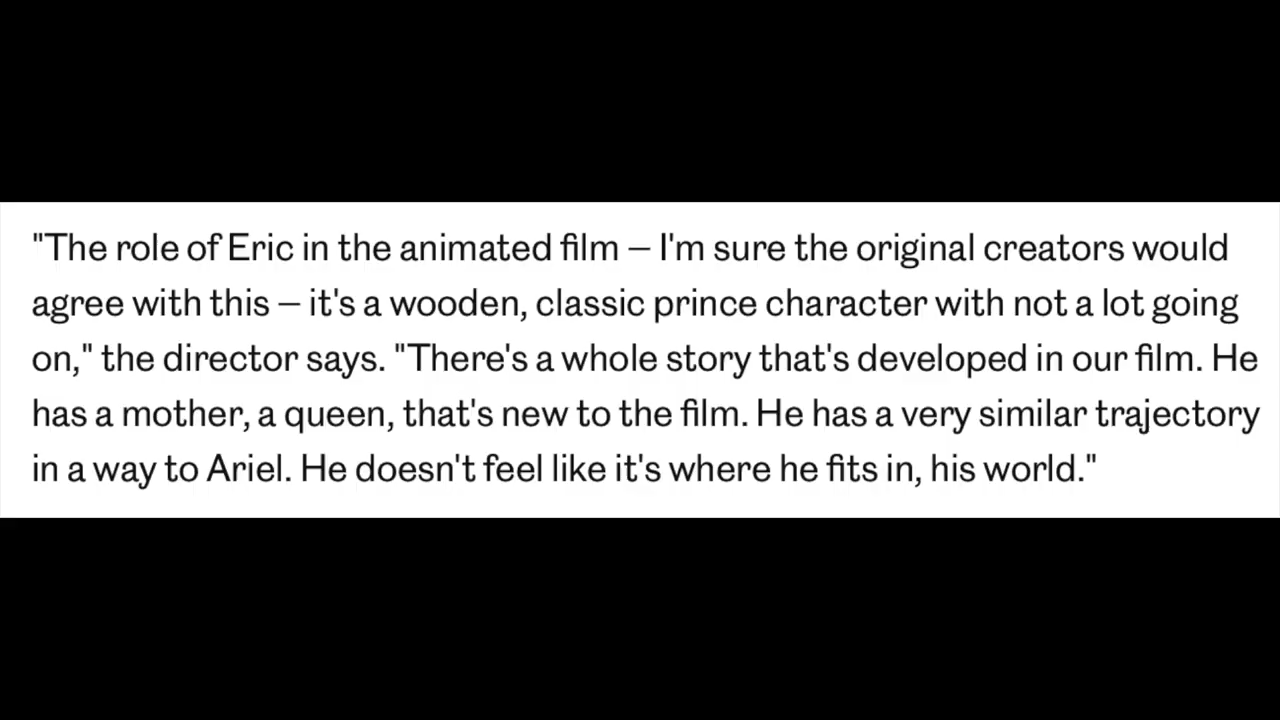 "The role of Eric in the animated film — I'm sure the original creators would
agree with this — it's a wooden, classic prince character with not a lot going
on," the director says. "There's a whole story that's developed in our film. He
has a mother, a queen, that's new to the film. He has a very similar trajectory
in a way to Ariel. He doesn't feel like it's where he fits in, his world."